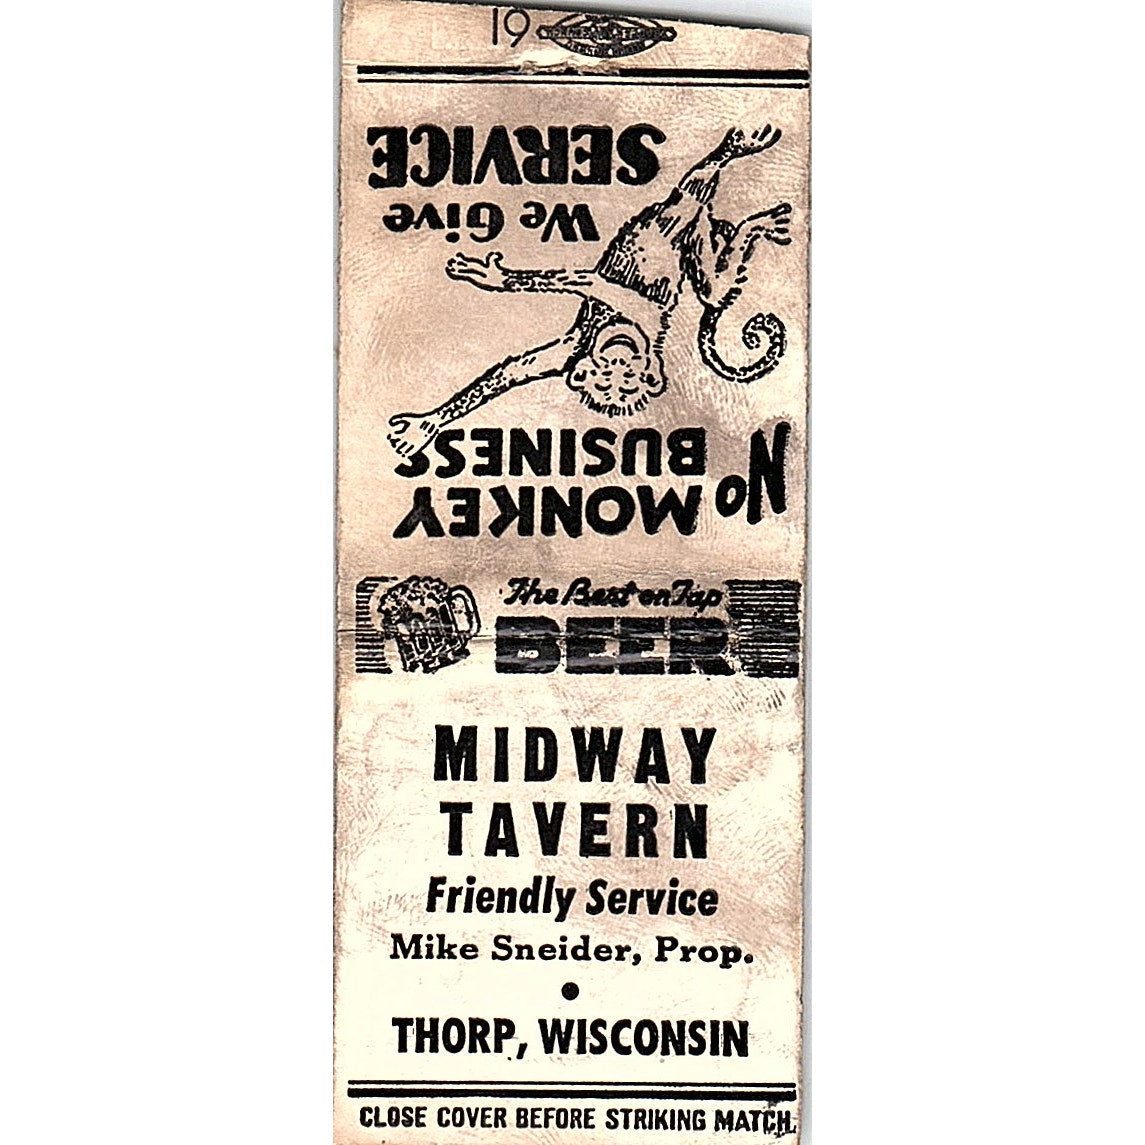 No MONKEY
BUSINESS
We Give
SERVICE
The Best on Tap
BEER
MIDWAY
TAVERN
Friendly Service
Mike Sneider, Prop.
THORP, WISCONSIN
CLOSE COVER BEFORE STRIKING MATCH